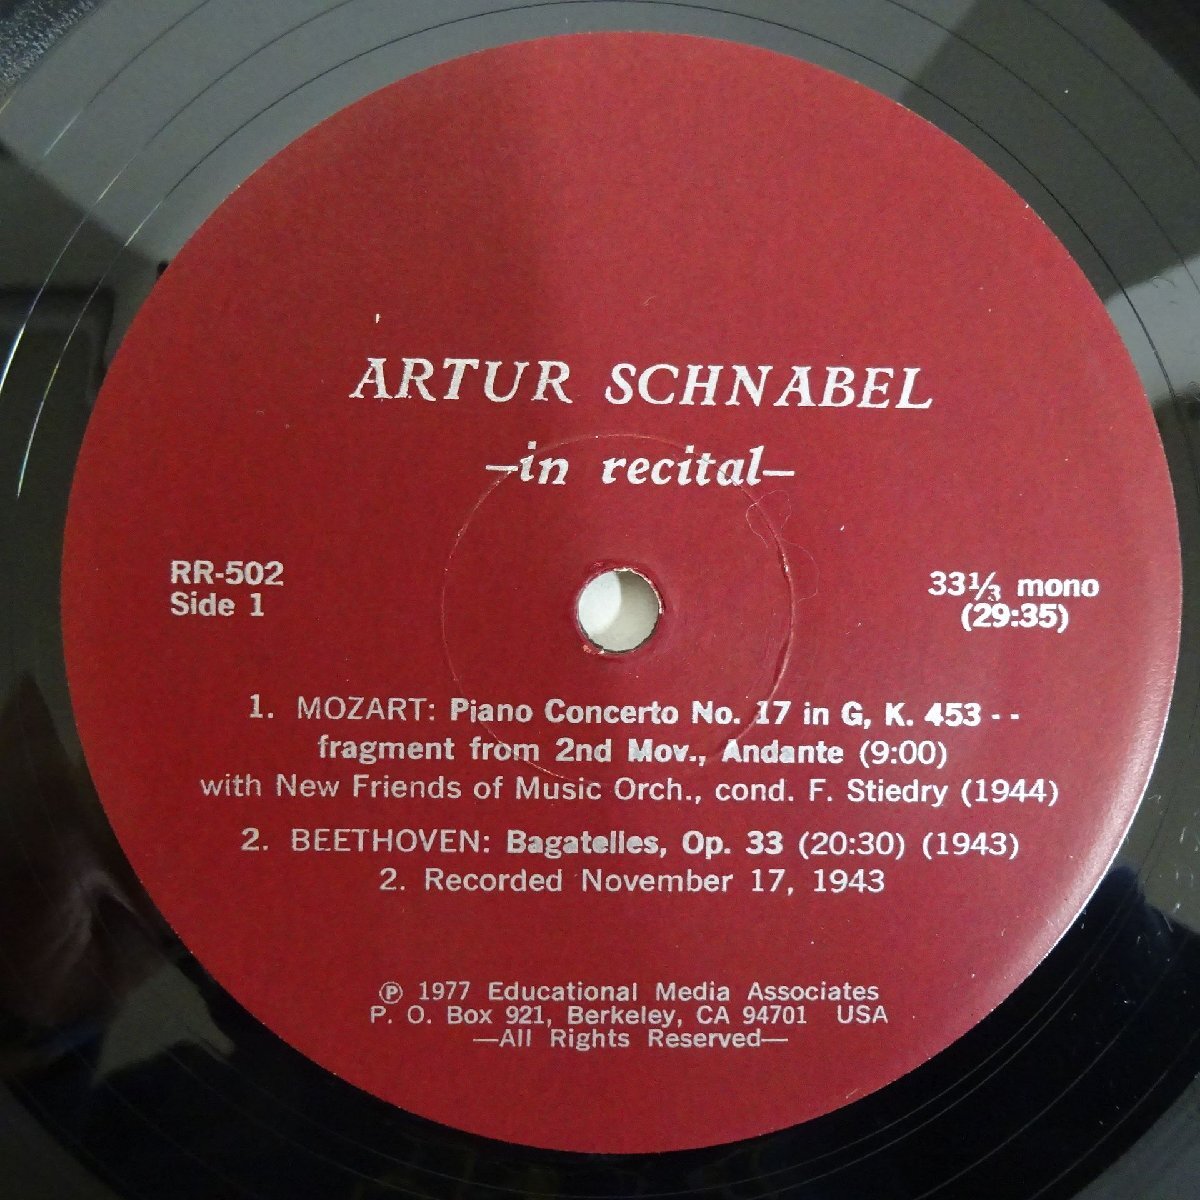 ARTUR SCHNABEL
—in recital—
RR-502
Side 1
33⅓ mono
(29:35)
1. MOZART: Piano Concerto No. 17 in G, K. 453 - -
fragment from 2nd Mov., Andante (9:00)
with New Friends of Music Orch., cond. F. Stiedry (1944)
2. BEETHOVEN: Bagatelles, Op. 33 (20:30) (1943)
2. Recorded November 17, 1943
℗ 1977 Educational Media Associates
P. O. Box 921, Berkeley, CA 94701 USA
—All Rights Reserved—